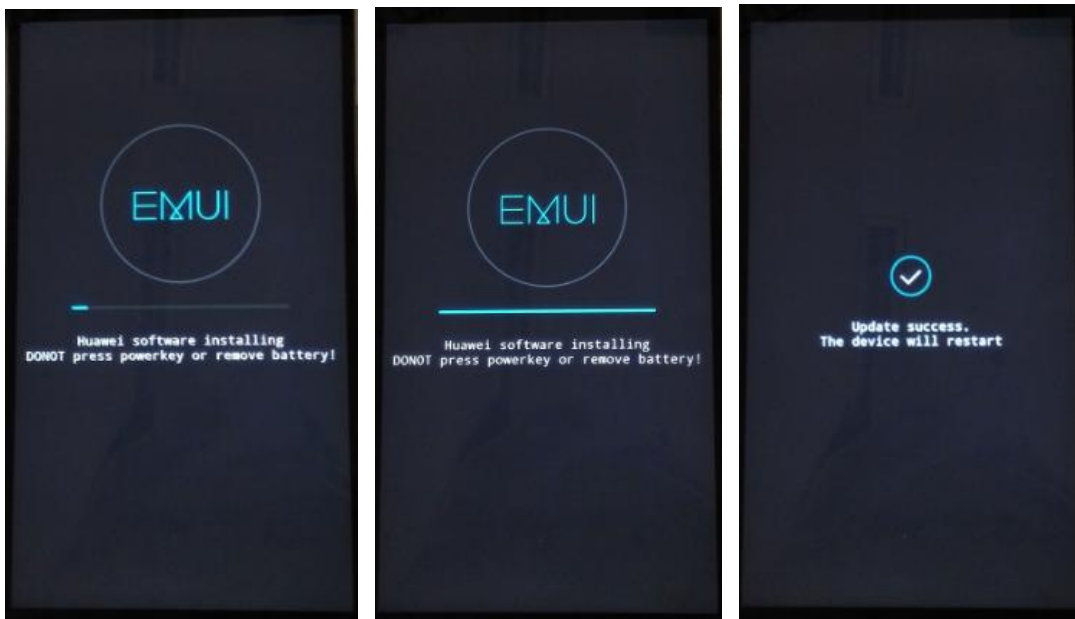 EMUI
Huawei software installing
DONOT press powerkey or remove battery!
EMUI
Huawei software installing
DONOT press powerkey or remove battery!
Update success.
The device will restart